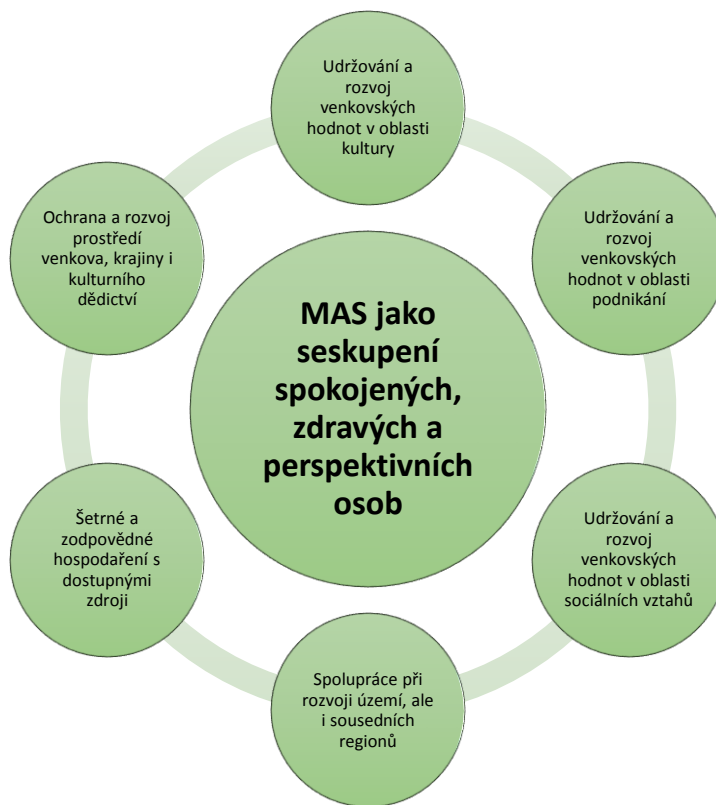 Udržování a
rozvoj
venkovských
hodnot v oblasti
kultury
Udržování a
rozvoj
venkovských
hodnot v oblasti
podnikání
Udržování a
rozvoj
venkovských
hodnot v oblasti
sociálních vztahů
Spolupráce při
rozvoji území, ale
i sousedních
regionů
Šetrné a
zodpovědné
hospodaření s
dostupnými
zdroji
Ochrana a rozvoj
prostředí
venkova, krajiny i
kulturního
dědictví
MAS jako
seskupení
spokojených,
zdravých a
perspektivních
osob